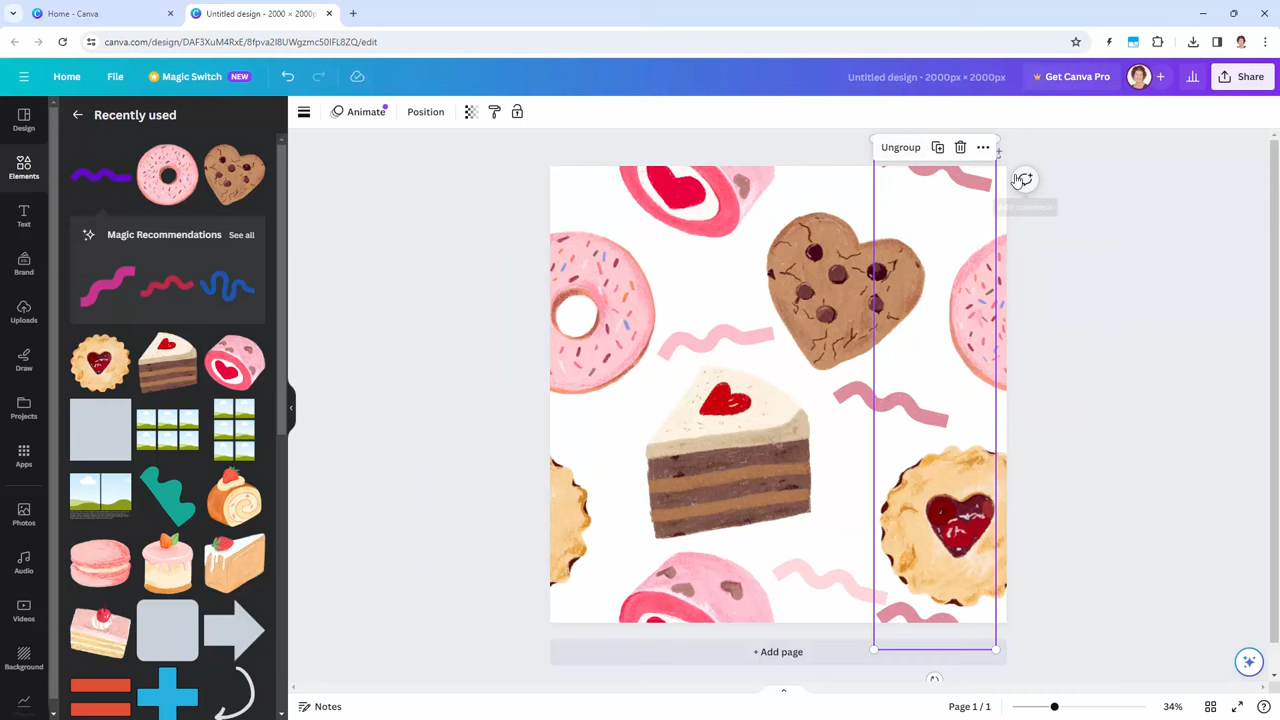 Home - Canva
Untitled design - 2000 × 2000p
canva.com/design/DAF3XuM4RxE/8fpva2I8UWgzmc50IFL8ZQ/edit
Home
File
Magic Switch NEW
Untitled design - 2000px × 2000px
Get Canva Pro
Share
Design
Elements
Text
Brand
Uploads
Draw
Projects
Apps
Photos
Audio
Videos
Background
Recently used
Magic Recommendations
See all
Animate
Position
Ungroup
+ Add page
Notes
Page 1 / 1
34%